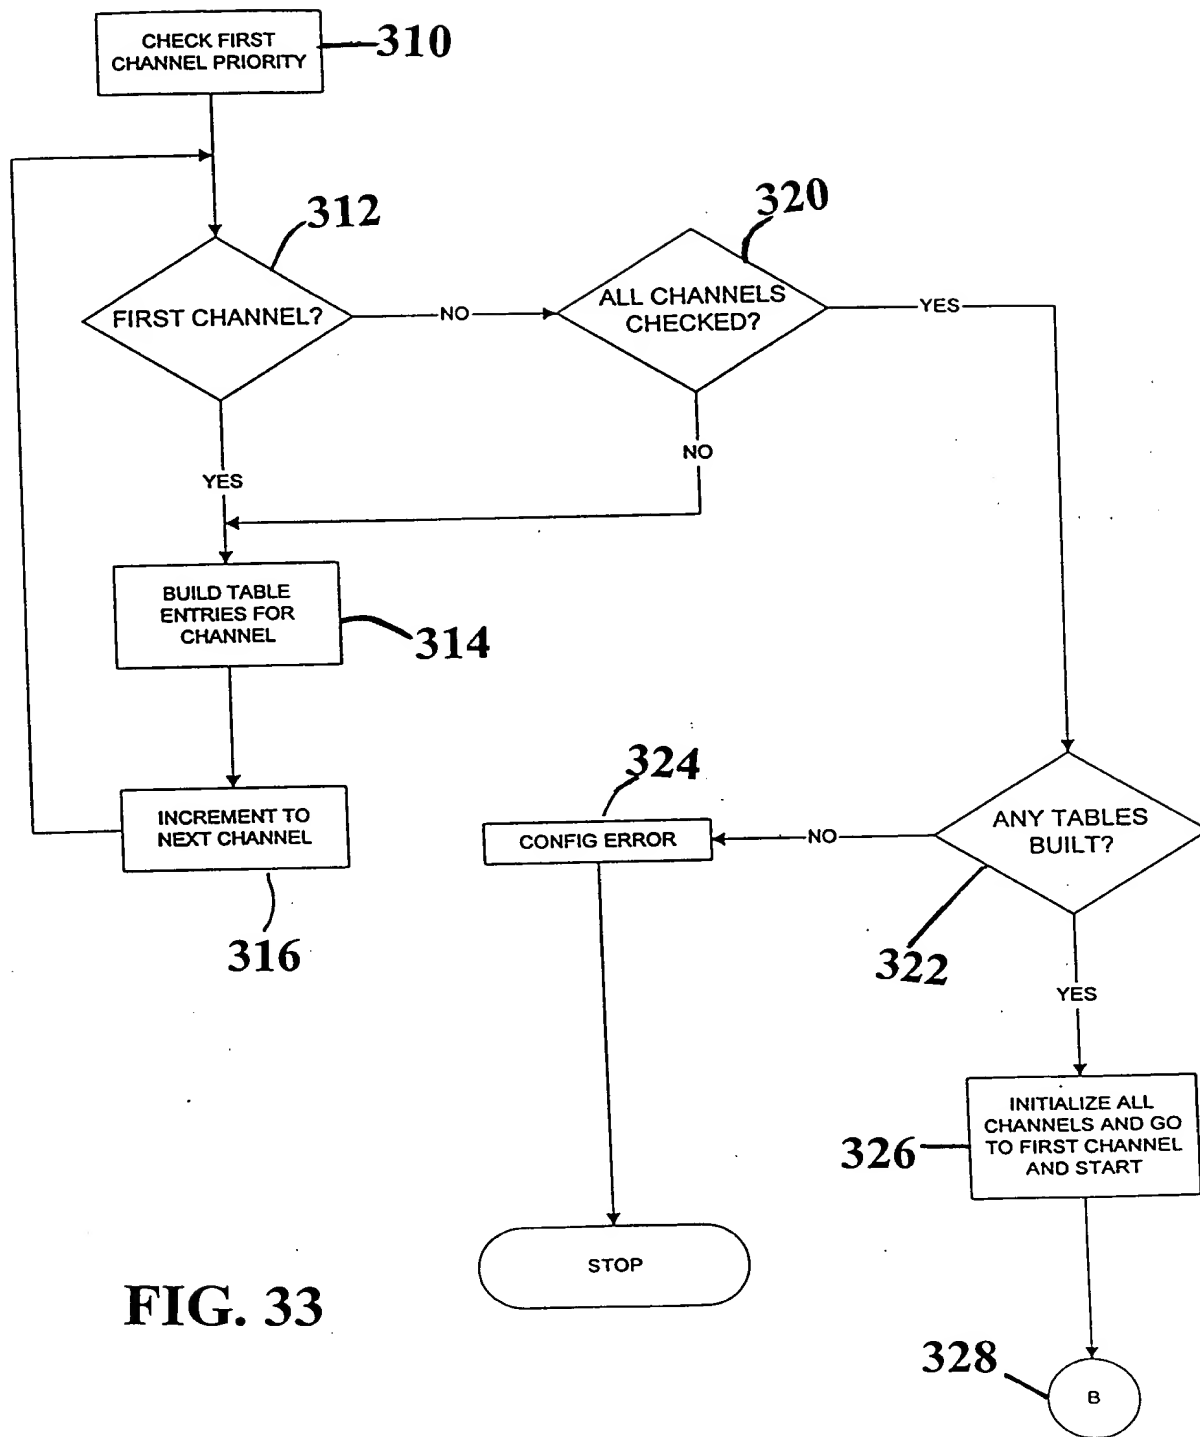 CHECK FIRST
CHANNEL PRIORITY
310
312
320
FIRST CHANNEL?
NO
ALL CHANNELS
CHECKED?
YES
NO
YES
BUILD TABLE
ENTRIES FOR
CHANNEL
314
INCREMENT TO
NEXT CHANNEL
316
324
CONFIG ERROR
NO
ANY TABLES
BUILT?
322
YES
INITIALIZE ALL
CHANNELS AND GO
TO FIRST CHANNEL
AND START
326
STOP
FIG. 33
328
B